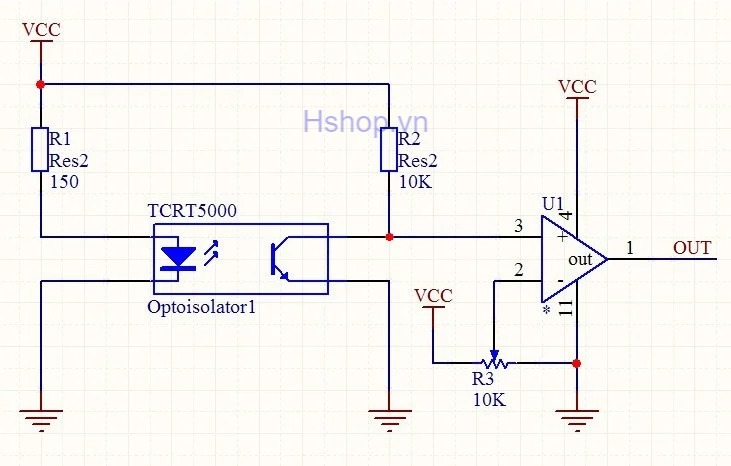 VCC
VCC
Hshop.vn
R1
Res2
150
R2
Res2
10K
TCRT5000
Optoisolator1
U1
4
3
+
out
1
OUT
2
-
*
11
VCC
R3
10K